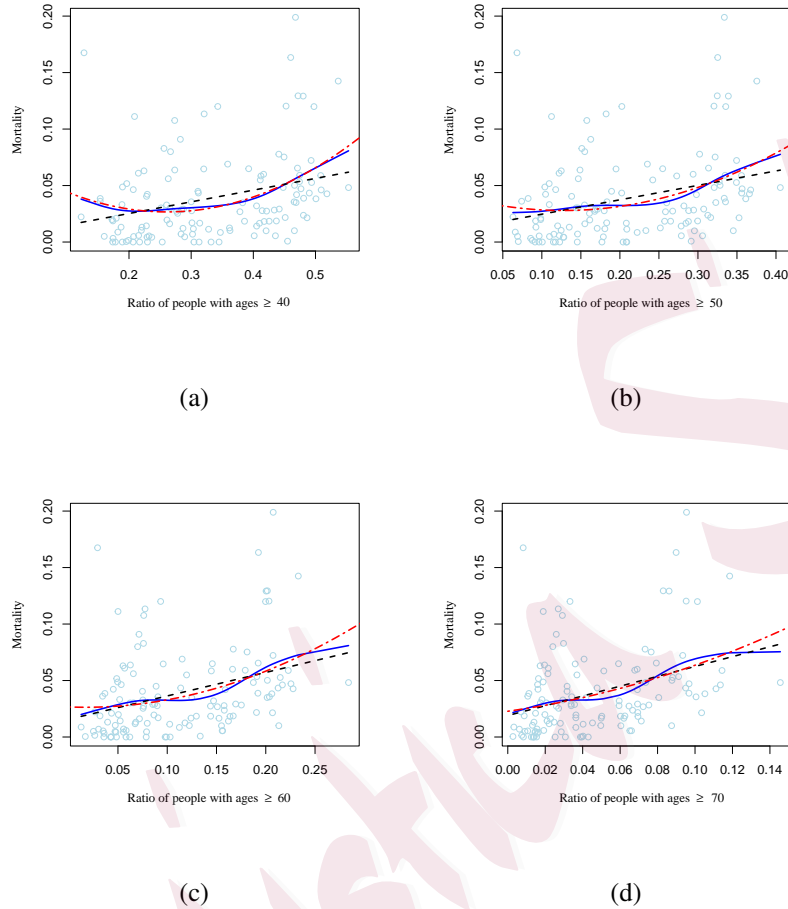 0.00 0.05 0.10 0.15 0.20
Mortality
0.2 0.3 0.4 0.5
Ratio of people with ages ≥ 40
(a)
0.00 0.05 0.10 0.15 0.20
Mortality
0.05 0.10 0.15 0.20 0.25 0.30 0.35 0.40
Ratio of people with ages ≥ 50
(b)
0.00 0.05 0.10 0.15 0.20
Mortality
0.05 0.10 0.15 0.20 0.25
Ratio of people with ages ≥ 60
(c)
0.00 0.05 0.10 0.15 0.20
Mortality
0.00 0.02 0.04 0.06 0.08 0.10 0.12 0.14
Ratio of people with ages ≥ 70
(d)